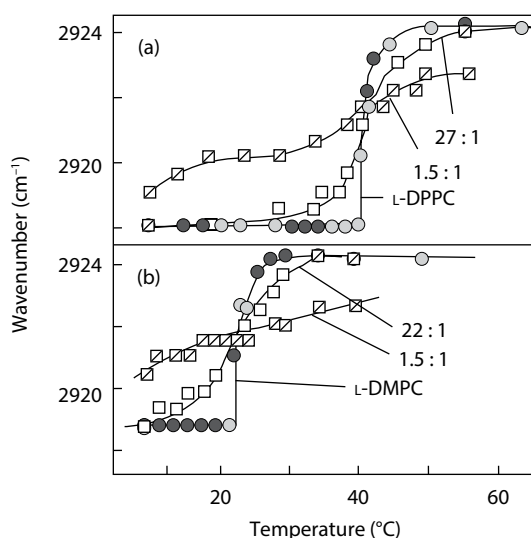 2924
(a)
27 : 1
2920
1.5 : 1
L-DPPC
Wavenumber (cm⁻¹)
2924
(b)
22 : 1
1.5 : 1
2920
L-DMPC
20
40
60
Temperature (°C)